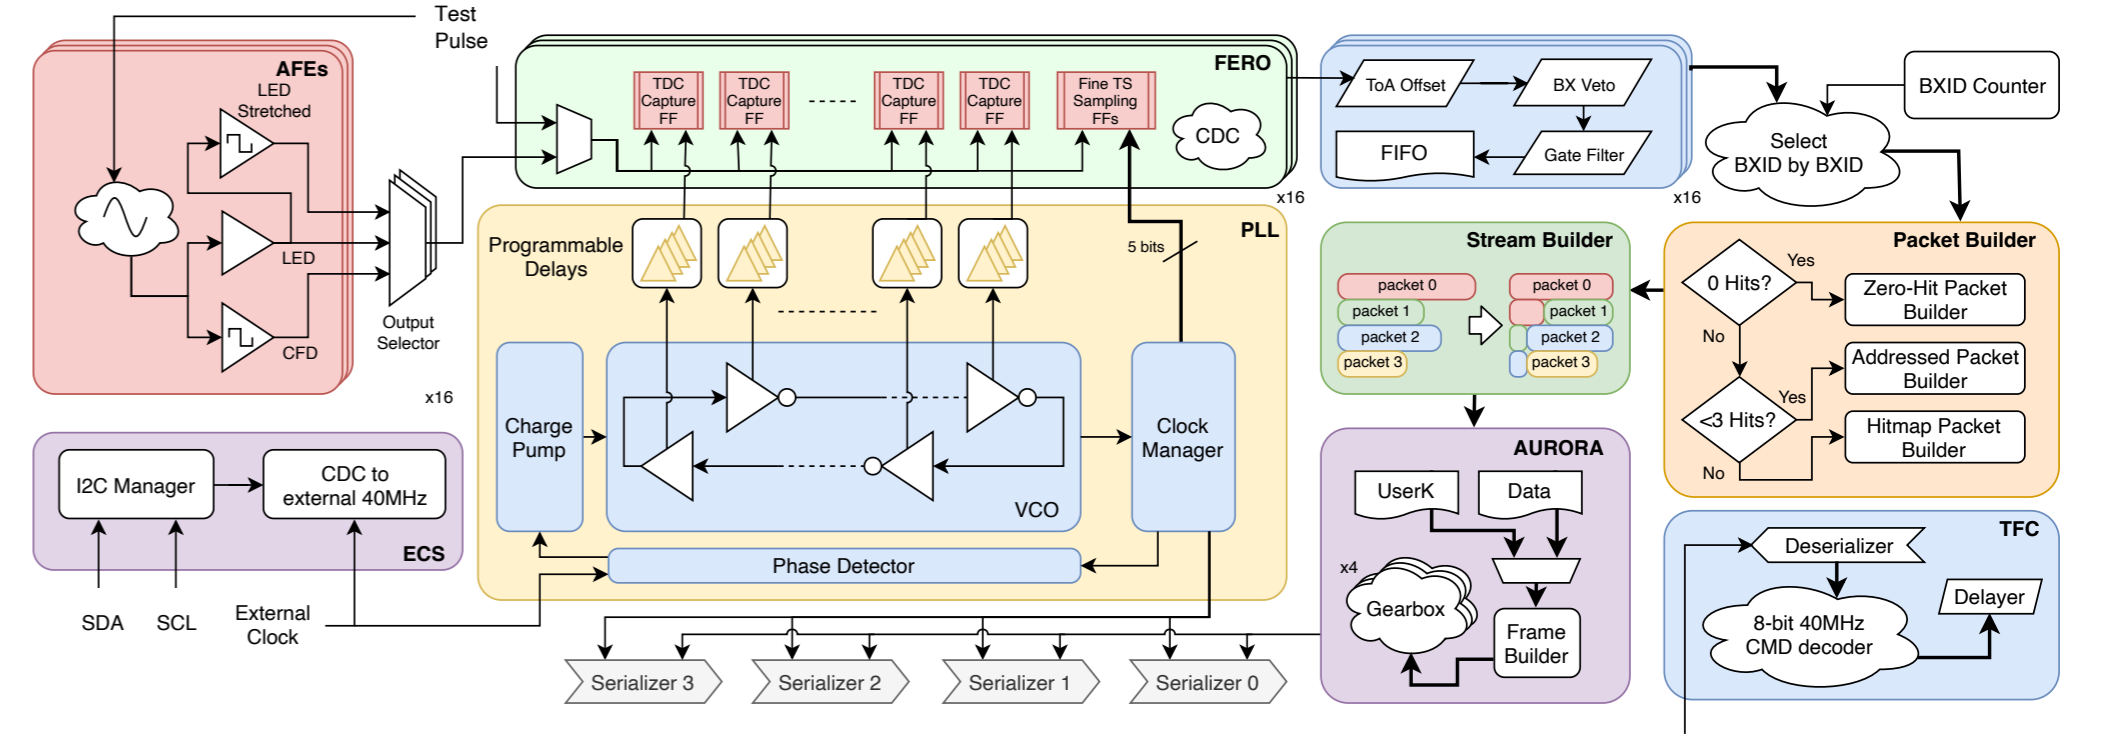 Test
Pulse
AFEs
LED
Stretched
LED
CFD
Output
Selector
x16
FERO
TDC
Capture
FF
TDC
Capture
FF
TDC
Capture
FF
TDC
Capture
FF
Fine TS
Sampling
FFs
CDC
x16
ToA Offset
BX Veto
FIFO
Gate Filter
x16
BXID Counter
Select
BXID by BXID
PLL
Programmable
Delays
5 bits
Charge
Pump
VCO
Clock
Manager
Phase Detector
Stream Builder
packet 0
packet 1
packet 2
packet 3
packet 0
packet 1
packet 2
packet 3
Packet Builder
0 Hits?
Yes
No
Zero-Hit Packet
Builder
<3 Hits?
Yes
No
Addressed Packet
Builder
Hitmap Packet
Builder
I2C Manager
CDC to
external 40MHz
ECS
SDA
SCL
External
Clock
AURORA
UserK
Data
x4
Gearbox
Frame
Builder
Serializer 3
Serializer 2
Serializer 1
Serializer 0
TFC
Deserializer
8-bit 40MHz
CMD decoder
Delayer